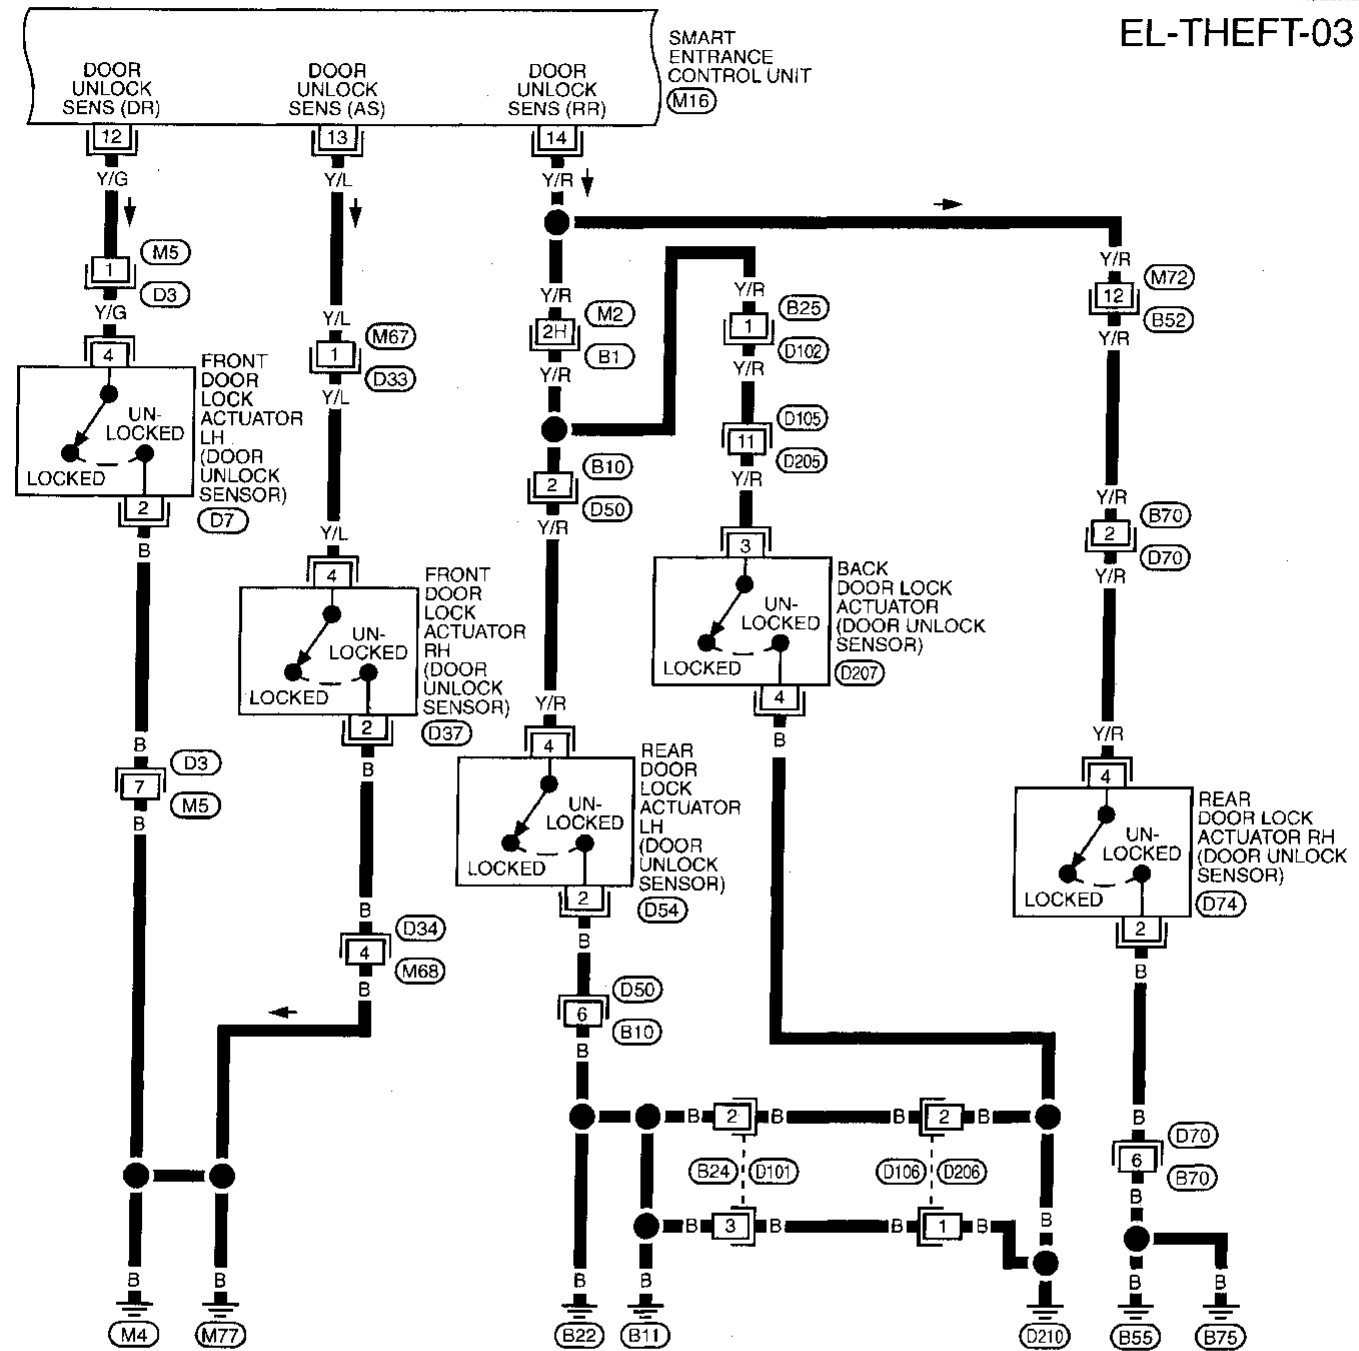 EL-THEFT-03
SMART
ENTRANCE
CONTROL UNIT
M16
DOOR
UNLOCK
SENS (DR)
DOOR
UNLOCK
SENS (AS)
DOOR
UNLOCK
SENS (RR)
12
13
14
Y/G
Y/L
Y/R
1
M5
D3
Y/G
4
FRONT
DOOR
LOCK
ACTUATOR
LH
(DOOR
UNLOCK
SENSOR)
D7
UN-
LOCKED
LOCKED
2
B
B
7
D3
M5
B
B
M4
Y/L
1
M67
D33
Y/L
Y/L
4
FRONT
DOOR
LOCK
ACTUATOR
RH
(DOOR
UNLOCK
SENSOR)
D37
UN-
LOCKED
LOCKED
2
B
B
4
D34
M68
B
B
M77
Y/R
2H
M2
B1
Y/R
2
B10
D50
Y/R
Y/R
4
REAR
DOOR
LOCK
ACTUATOR
LH
(DOOR
UNLOCK
SENSOR)
D54
UN-
LOCKED
LOCKED
2
B
6
D50
B10
B
B
B22
B
B11
Y/R
1
B25
D102
Y/R
11
D105
D205
Y/R
3
BACK
DOOR LOCK
ACTUATOR
(DOOR UNLOCK
SENSOR)
D207
UN-
LOCKED
LOCKED
4
B
B 2 B B 2 B
B24 D101 D106 D206
B 3 B B 1 B
B
D210
Y/R
12
M72
B52
Y/R
Y/R
2
B70
D70
Y/R
Y/R
4
REAR
DOOR LOCK
ACTUATOR RH
(DOOR UNLOCK
SENSOR)
D74
UN-
LOCKED
LOCKED
2
B
B
6
D70
B70
B
B
B
B55
B75